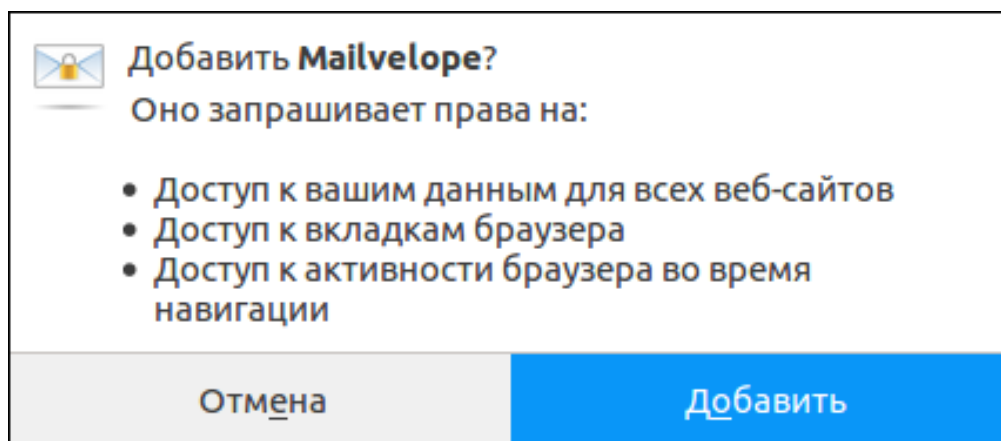 Добавить Mailvelope?
Оно запрашивает права на:
• Доступ к вашим данным для всех веб-сайтов
• Доступ к вкладкам браузера
• Доступ к активности браузера во время
навигации
Отмена
Добавить